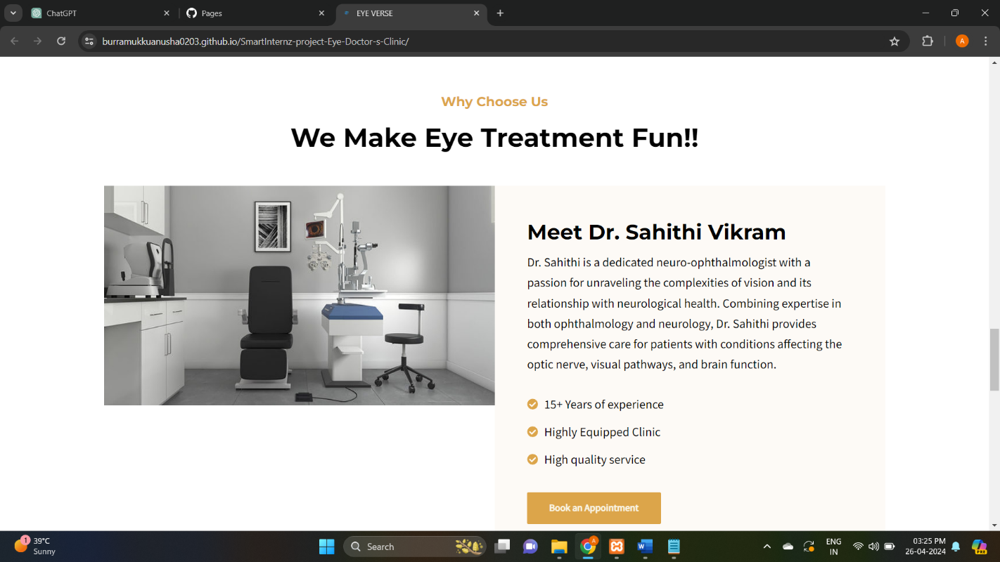 ChatGPT
Pages
EYE VERSE
burramukkuanusha0203.github.io/SmartInternz-project-Eye-Doctor-s-Clinic/
A
Why Choose Us
We Make Eye Treatment Fun!!
Meet Dr. Sahithi Vikram
Dr. Sahithi is a dedicated neuro-ophthalmologist with a
passion for unraveling the complexities of vision and its
relationship with neurological health. Combining expertise in
both ophthalmology and neurology, Dr. Sahithi provides
comprehensive care for patients with conditions affecting the
optic nerve, visual pathways, and brain function.
15+ Years of experience
Highly Equipped Clinic
High quality service
Book an Appointment
1
39°C
Sunny
Search
A
W
ENG
IN
03:25 PM
26-04-2024
PRE